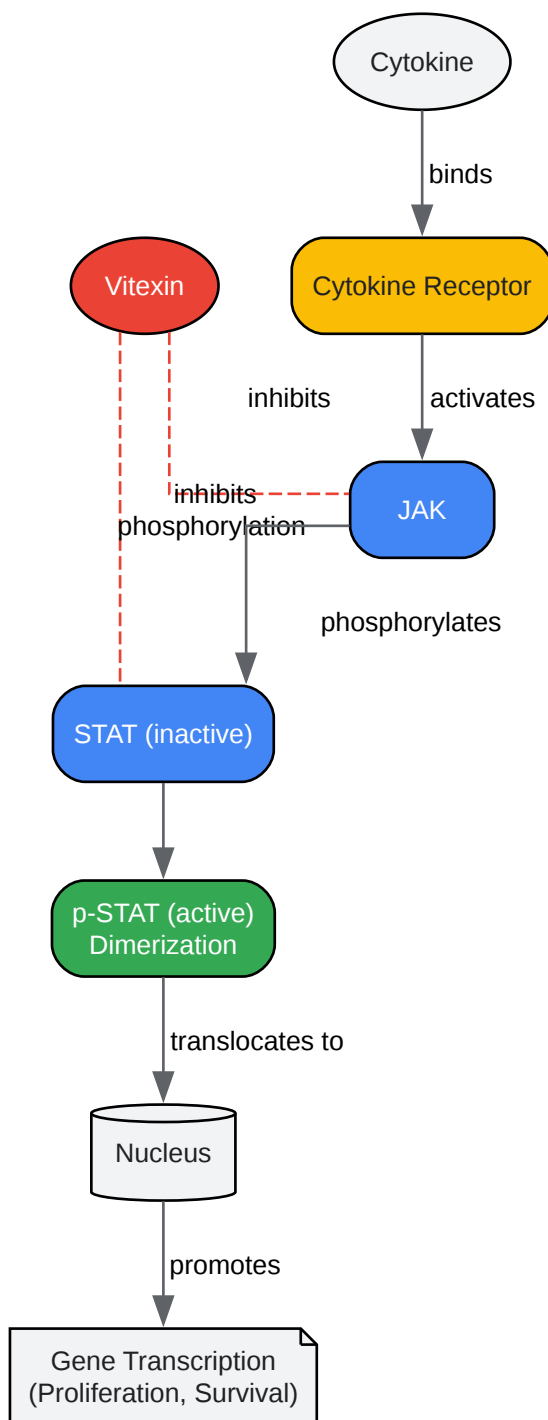 Cytokine
binds
Vitexin
Cytokine Receptor
inhibits
activates
inhibits
phosphorylation
JAK
phosphorylates
STAT (inactive)
p-STAT (active)
Dimerization
translocates to
Nucleus
promotes
Gene Transcription
(Proliferation, Survival)